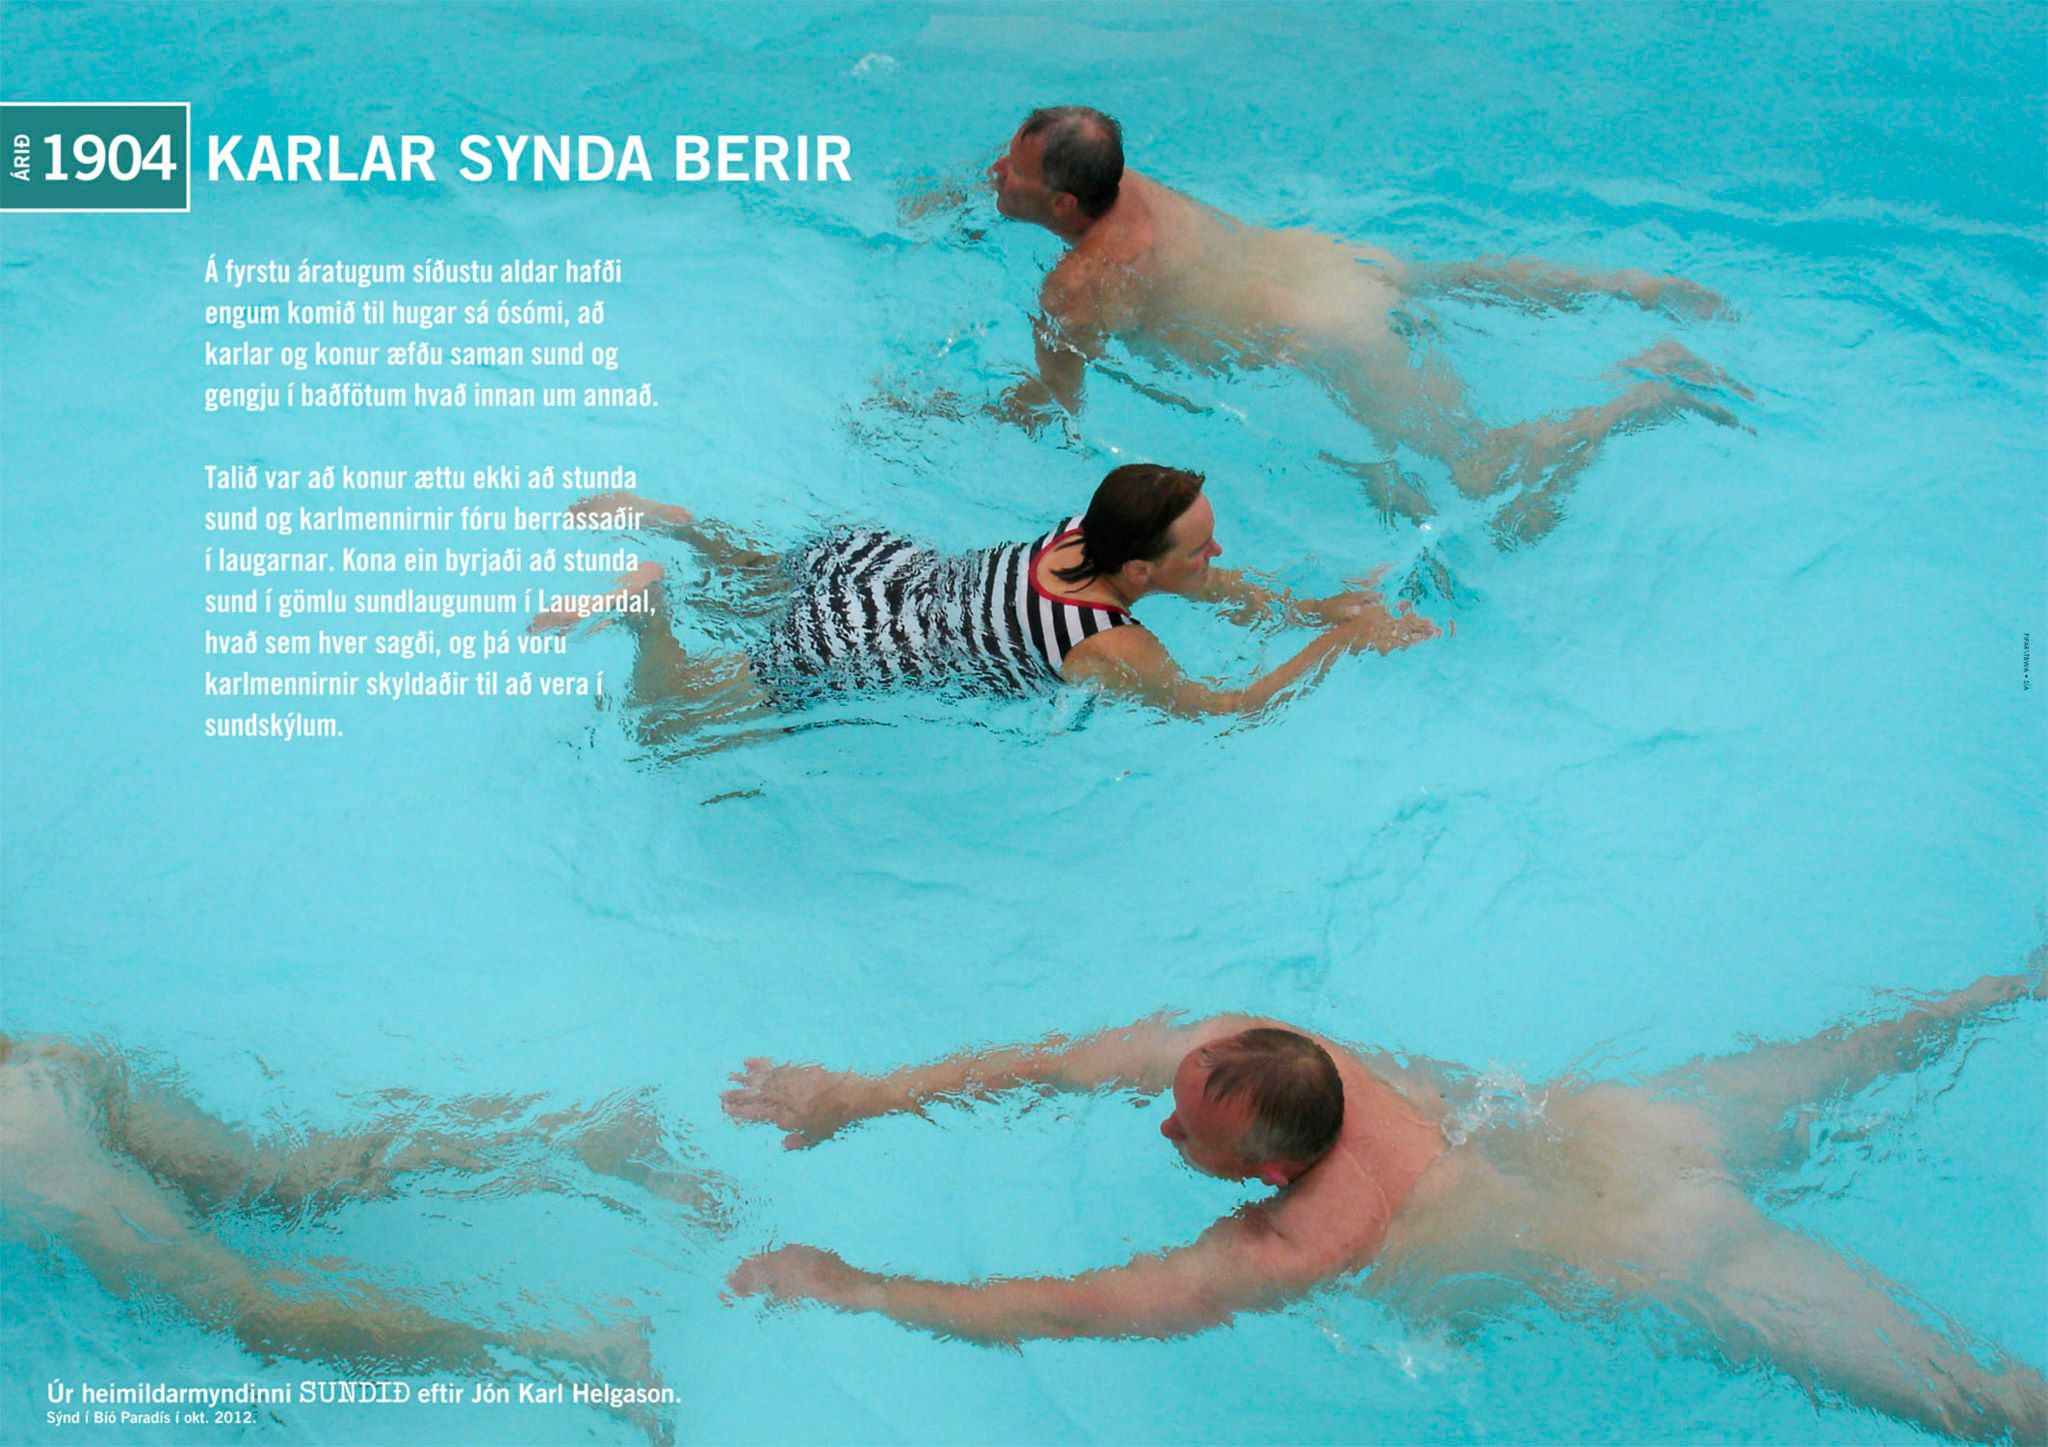 ÁRIÐ 1904 KARLAR SYNDA BERIR
Á fyrstu áratugum síðustu aldar hafði
engum komið til hugar sá ósómi, að
karlar og konur æfðu saman sund og
gengju í baðfötum hvað innan um annað.
Talið var að konur ættu ekki að stunda
sund og karlmennirnir fóru berrassaðir
í laugarnar. Kona ein byrjaði að stunda
sund í gömlu sundlaugunum í Laugardal,
hvað sem hver sagði, og þá voru
karlmennirnir skyldaðir til að vera í
sundskýlum.
PIPAR\TBWA • SÍA
Úr heimildarmyndinni SUNDIÐ eftir Jón Karl Helgason.
Sýnd í Bíó Paradís í okt. 2012.